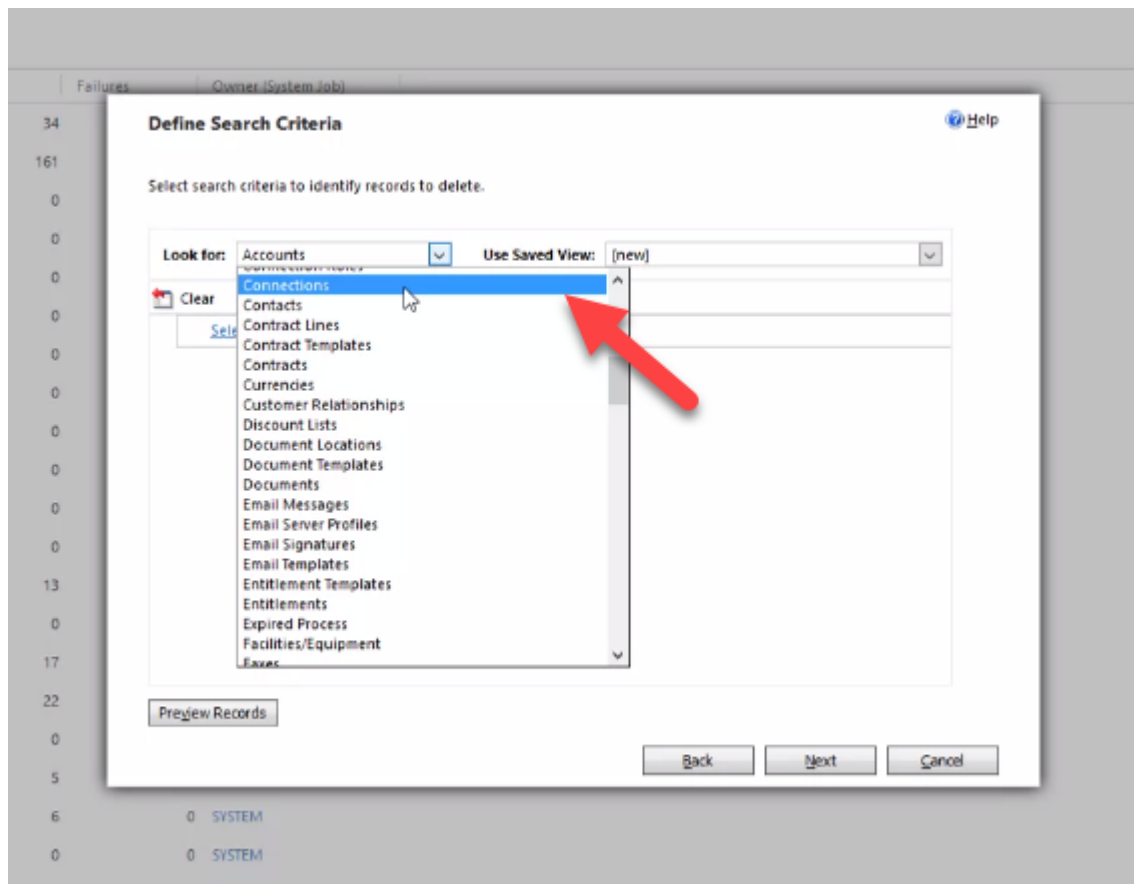 Failures Owner (System Job)
34
Define Search Criteria
Help
161
Select search criteria to identify records to delete.
0
0
Look for: Accounts Use Saved View: [new]
Connection Roles
0
Connections
Clear
Contacts
0
Contract Lines
Sele
Contract Templates
0
Contracts
Currencies
0
Customer Relationships
Discount Lists
0
Document Locations
0
Document Templates
Documents
0
Email Messages
Email Server Profiles
0
Email Signatures
Email Templates
13
Entitlement Templates
Entitlements
0
Expired Process
Facilities/Equipment
17
Faxes
22
Preview Records
0
Back Next Cancel
5
6 0 SYSTEM
0 0 SYSTEM